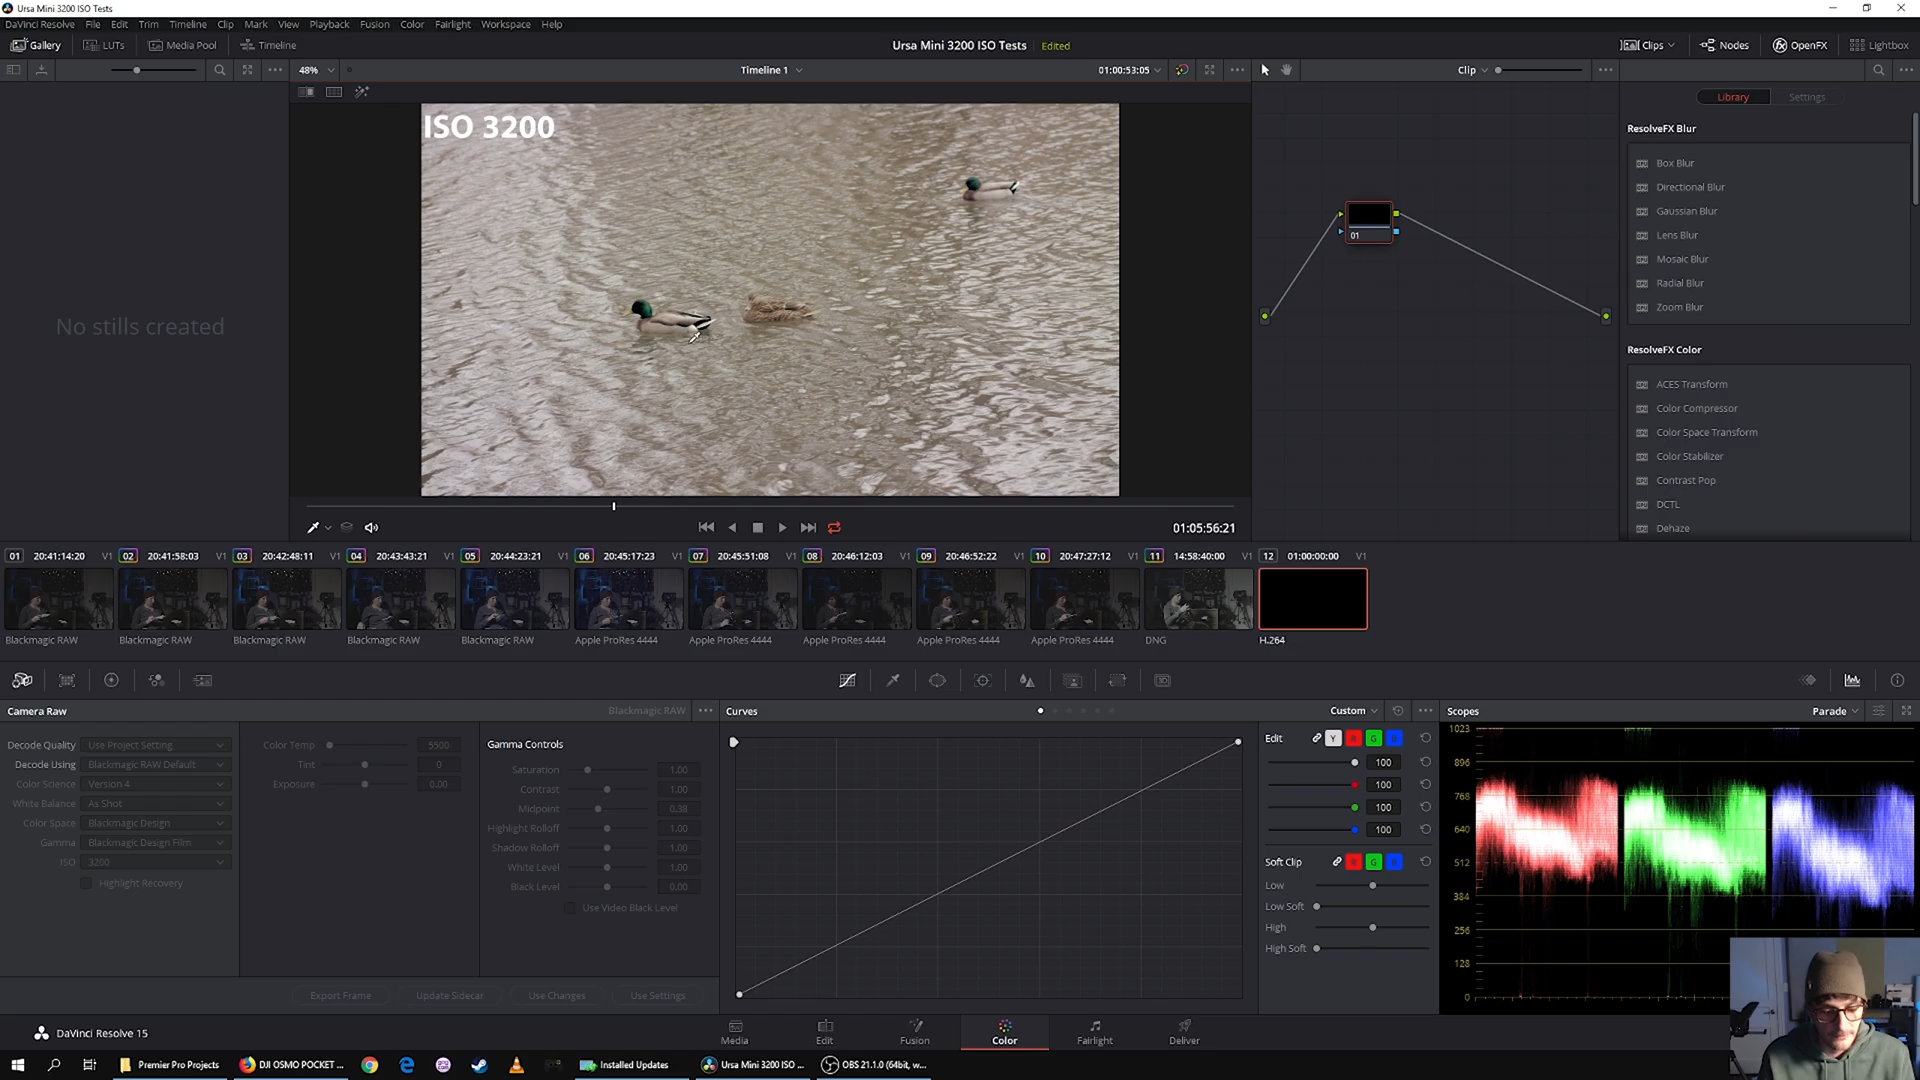 Ursa Mini 3200 ISO Tests
DaVinci Resolve File Edit Trim Timeline Clip Mark View Playback Fusion Color Fairlight Workspace Help
Gallery LUTs Media Pool Timeline Ursa Mini 3200 ISO Tests Edited Clips Nodes OpenFX Lightbox
48% Timeline 1 01:00:53:05 Clip
Library Settings
ISO 3200
No stills created
01
ResolveFX Blur
Box Blur
Directional Blur
Gaussian Blur
Lens Blur
Mosaic Blur
Radial Blur
Zoom Blur
ResolveFX Color
ACES Transform
Color Compressor
Color Space Transform
Color Stabilizer
Contrast Pop
DCTL
Dehaze
01:05:56:21
01 20:41:14:20 V1 02 20:41:58:03 V1 03 20:42:48:11 V1 04 20:43:43:21 V1 05 20:44:23:21 V1 06 20:45:17:23 V1 07 20:45:51:08 V1 08 20:46:12:03 V1 09 20:46:52:22 V1 10 20:47:27:12 V1 11 14:58:40:00 V1 12 01:00:00:00 V1
Blackmagic RAW Blackmagic RAW Blackmagic RAW Blackmagic RAW Blackmagic RAW Apple ProRes 4444 Apple ProRes 4444 Apple ProRes 4444 Apple ProRes 4444 Apple ProRes 4444 DNG H.264
Camera Raw Blackmagic RAW
Decode Quality Use Project Setting
Decode Using Blackmagic RAW Default
Color Science Version 4
White Balance As Shot
Color Space Blackmagic Design
Gamma Blackmagic Design Film
ISO 3200
Highlight Recovery
Color Temp 5500
Tint 0
Exposure 0.00
Gamma Controls
Saturation 1.00
Contrast 1.00
Midpoint 0.38
Highlight Rolloff 1.00
Shadow Rolloff 1.00
White Level 1.00
Black Level 0.00
Use Video Black Level
Export Frame Update Sidecar Use Changes Use Settings
Curves Custom
Edit Y R G B
100
100
100
100
Soft Clip R G B
Low
Low Soft
High
High Soft
Scopes Parade
1023
896
768
640
512
384
256
128
0
DaVinci Resolve 15
Media Edit Fusion Color Fairlight Deliver
Premier Pro Projects DJI OSMO POCKET ... Installed Updates Ursa Mini 3200 ISO ... OBS 21.1.0 (64bit, w...